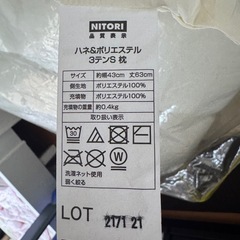 NITORI
品質表示
ハネ&ポリエステル
3テンS 枕
サイズ 約幅43cm 丈63cm
側生地 ポリエステル100%
充填物 ポリエステル100%
充填物の重量 約0.4kg
取り扱い表示
30
W
洗濯ネット使用
弱く絞る
LOT 2171 21